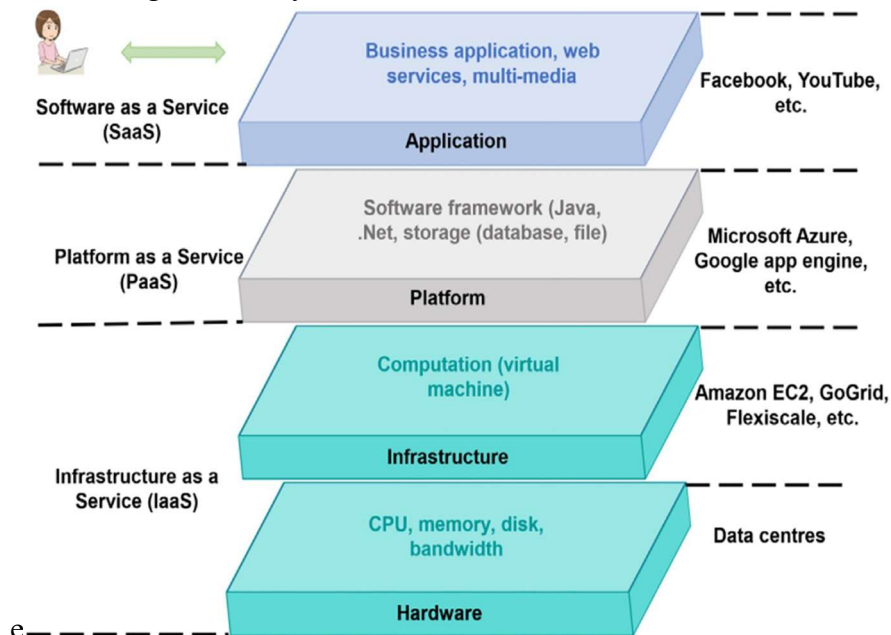 Business application, web
services, multi-media
Application
Software as a Service
(SaaS)
Facebook, YouTube,
etc.
Software framework (Java,
.Net, storage (database, file)
Platform
Platform as a Service
(PaaS)
Microsoft Azure,
Google app engine,
etc.
Computation (virtual
machine)
Infrastructure
Amazon EC2, GoGrid,
Flexiscale, etc.
Infrastructure as a
Service (IaaS)
CPU, memory, disk,
bandwidth
Hardware
Data centres
e